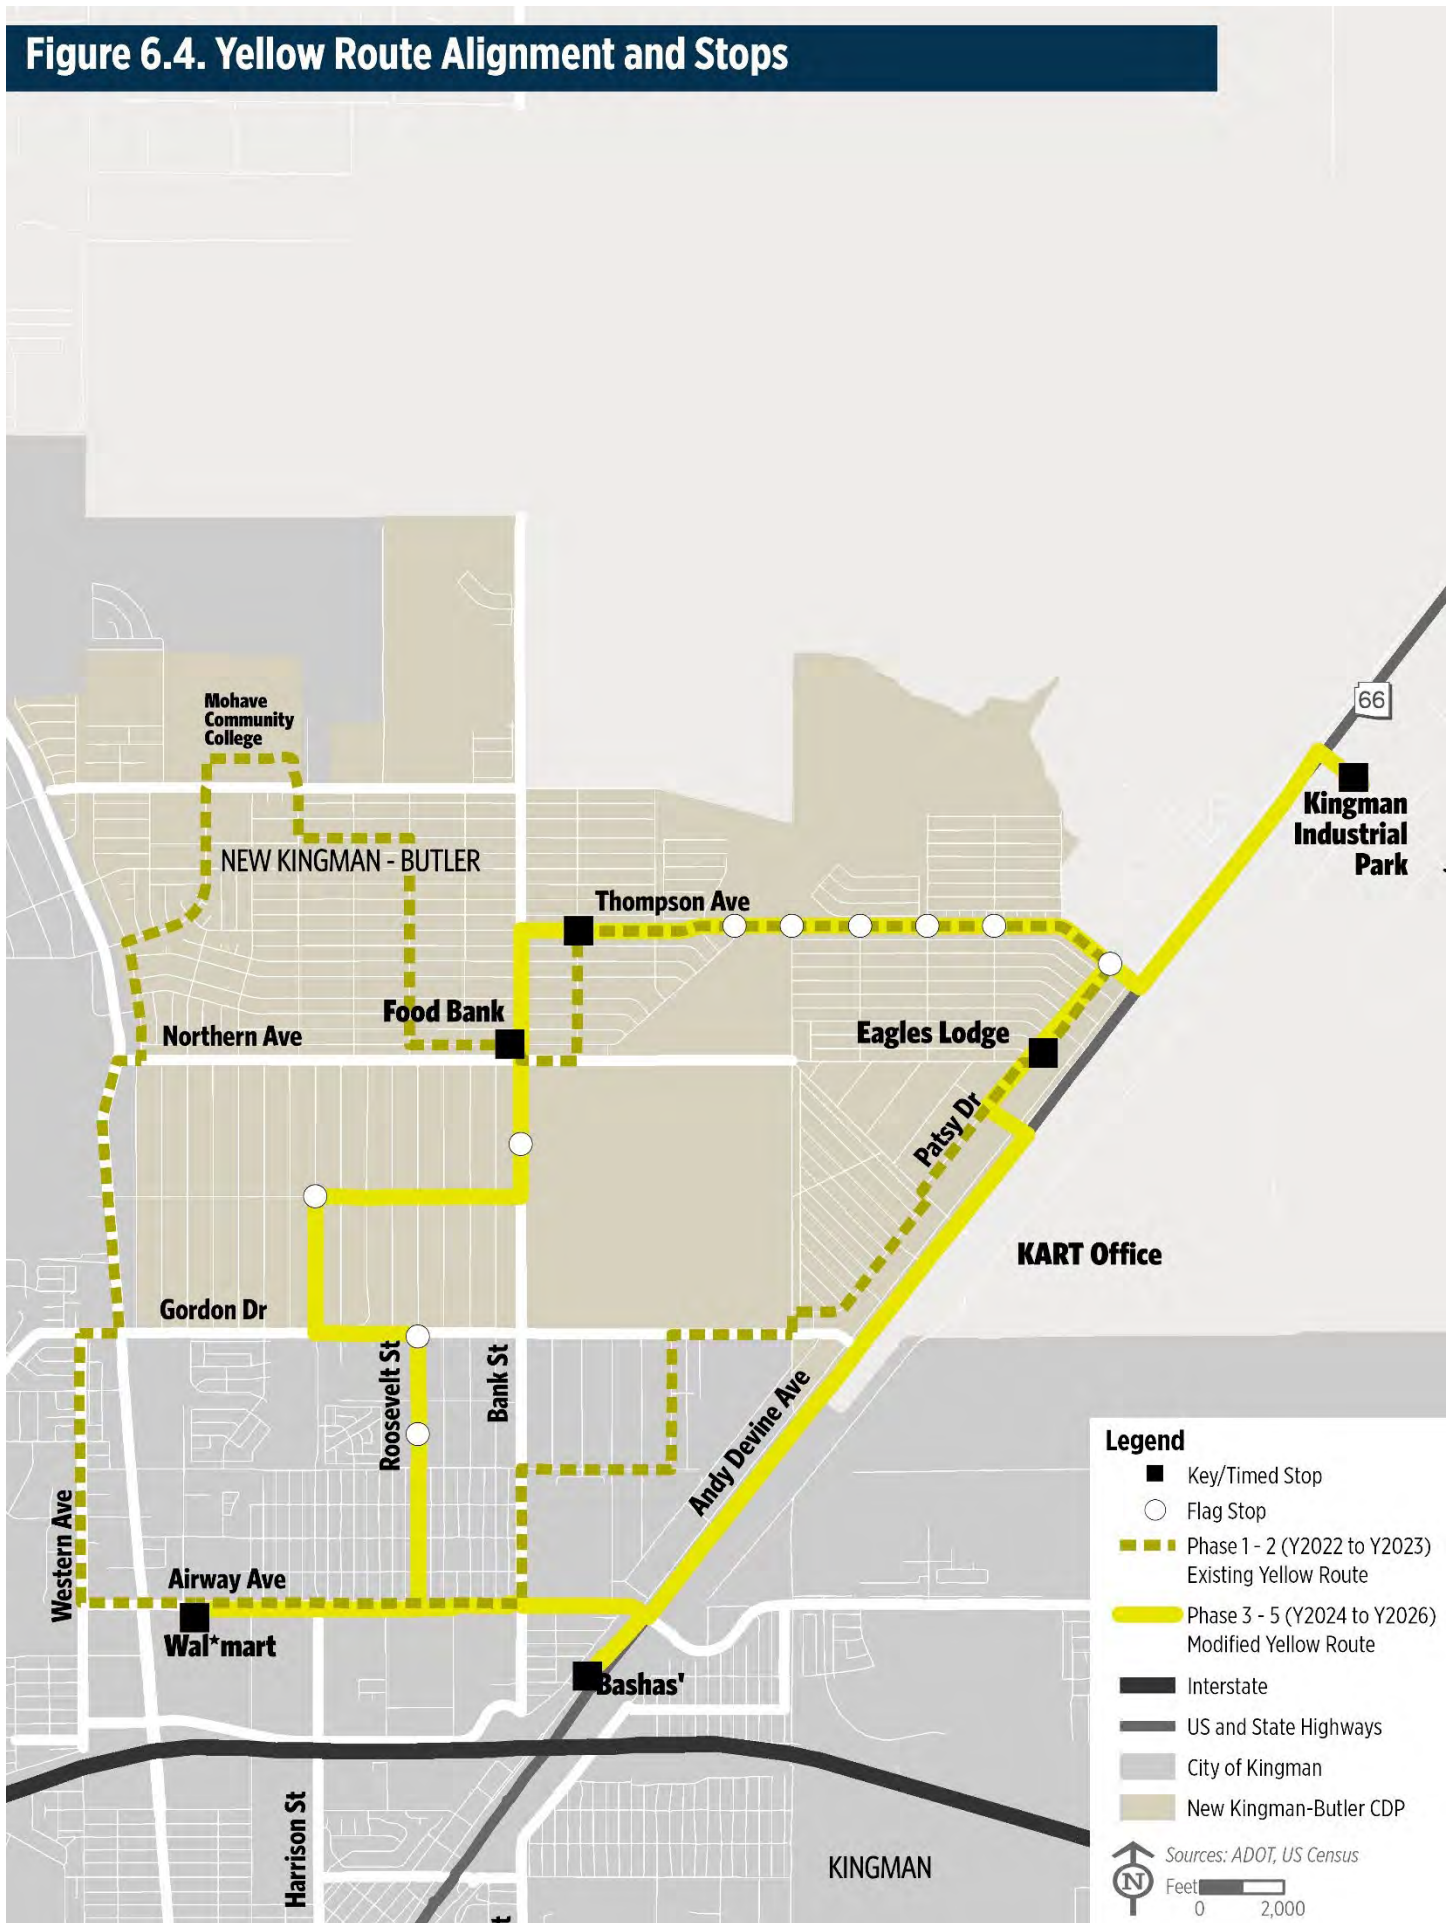 Figure 6.4. Yellow Route Alignment and Stops
66
Mohave
Community
College
Kingman
Industrial
Park
NEW KINGMAN - BUTLER
Thompson Ave
Food Bank
Northern Ave
Eagles Lodge
Patsy Dr
KART Office
Gordon Dr
Roosevelt St
Bank St
Andy Devine Ave
Western Ave
Airway Ave
Wal*mart
Bashas'
Harrison St
KINGMAN
Legend
Key/Timed Stop
Flag Stop
Phase 1 - 2 (Y2022 to Y2023)
Existing Yellow Route
Phase 3 - 5 (Y2024 to Y2026)
Modified Yellow Route
Interstate
US and State Highways
City of Kingman
New Kingman-Butler CDP
Sources: ADOT, US Census
N
Feet
0 2,000